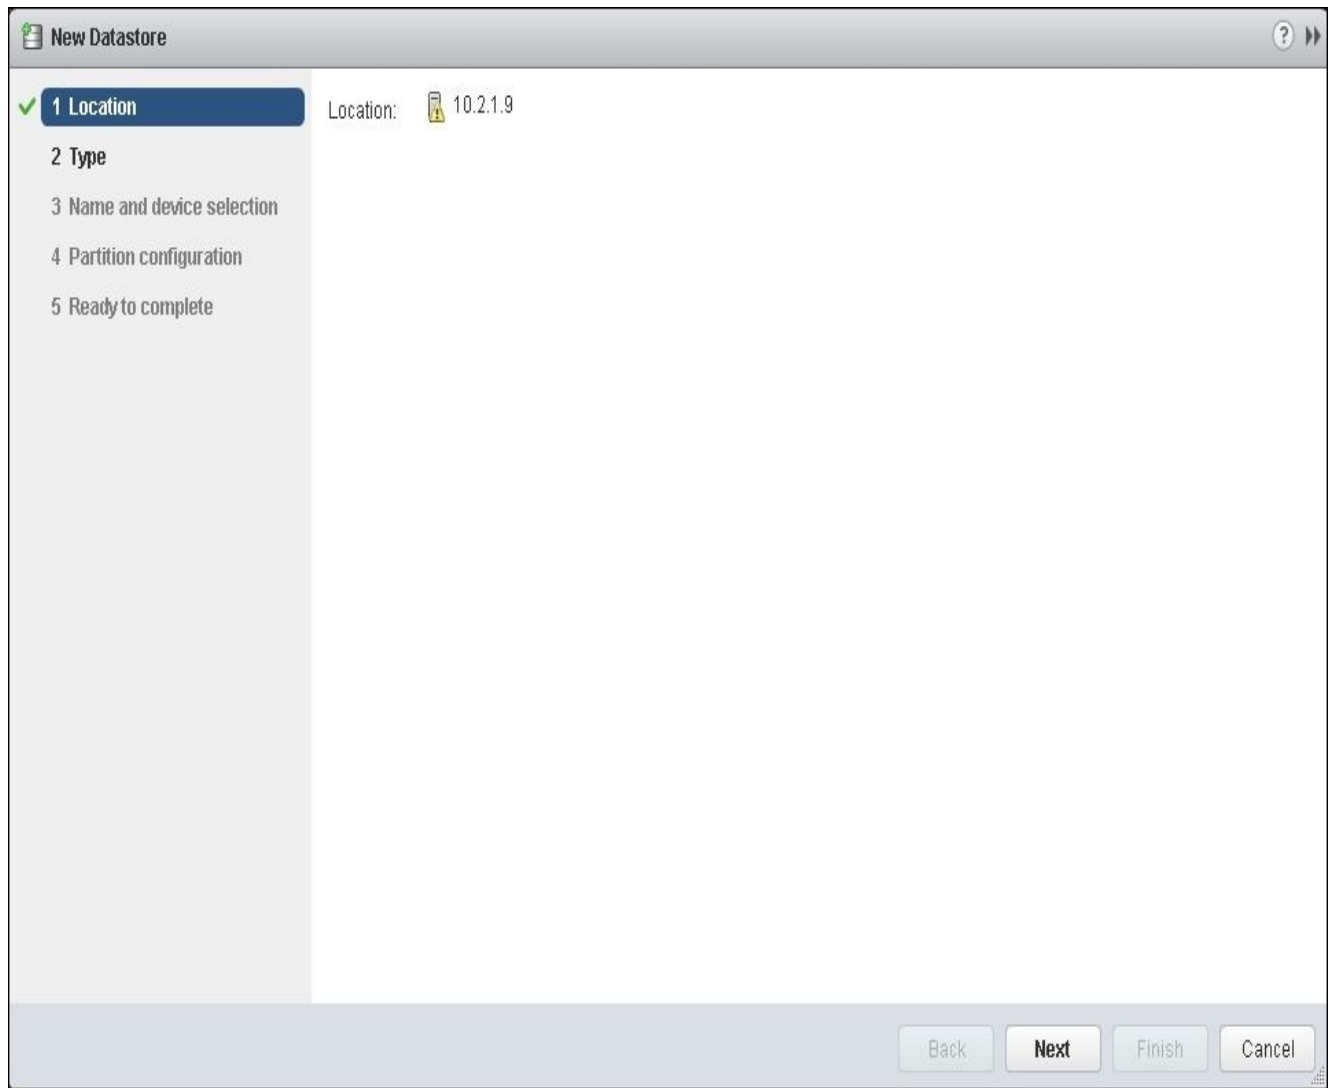 New Datastore
?
1 Location
2 Type
3 Name and device selection
4 Partition configuration
5 Ready to complete
Location: 10.2.1.9
Back Next Finish Cancel